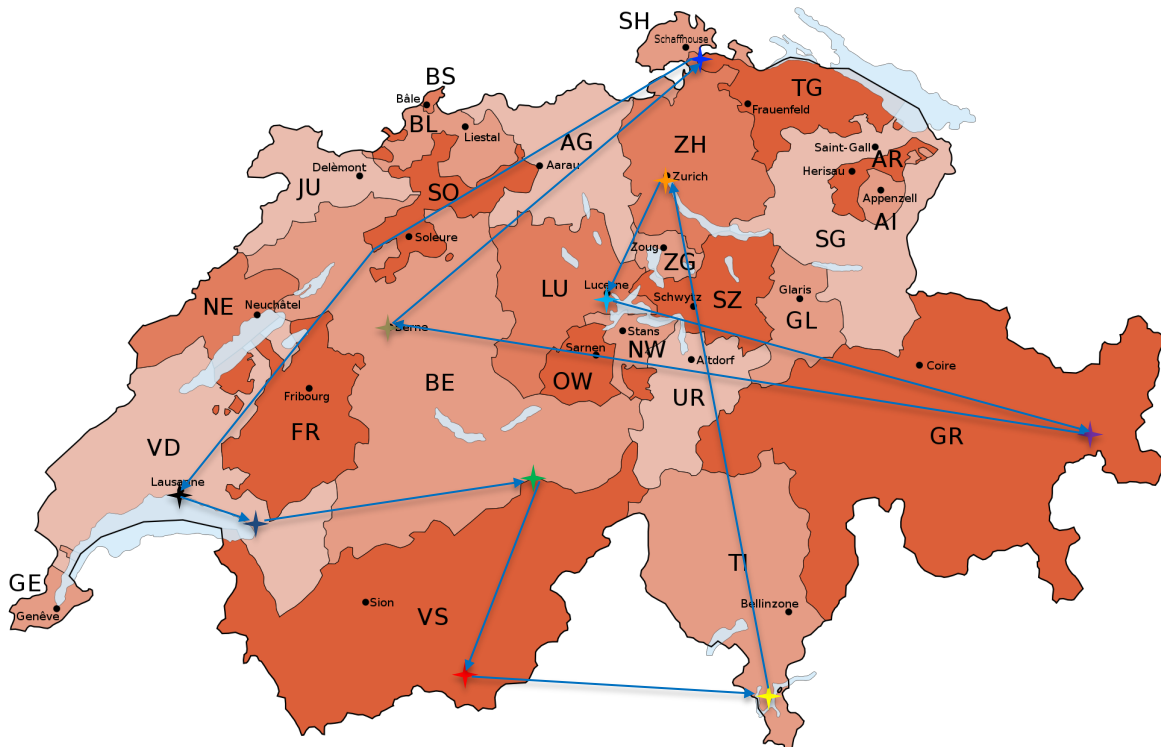 SH
Schaffhouse
BS
Bâle
TG
BL
Liestal
Frauenfeld
AG
ZH
Saint-Gall
AR
Delèmont
Aarau
Herisau
JU
SO
Zurich
Appenzell
AI
Soleure
SG
Zoug
ZG
Lucerne
LU
Schwytz
SZ
Glaris
NE
Neuchâtel
GL
Berne
Stans
Sarnen
NW
Altdorf
Coire
BE
OW
Fribourg
UR
FR
GR
VD
Lausanne
TI
GE
Genêve
Sion
VS
Bellinzone